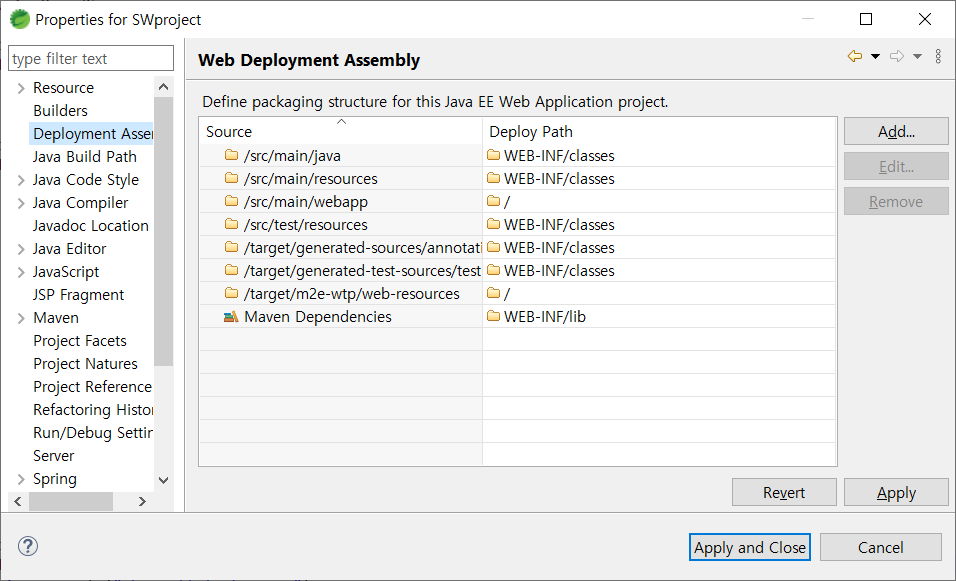 Properties for SWproject
type filter text
Resource
Builders
Deployment Asser
Java Build Path
Java Code Style
Java Compiler
Javadoc Location
Java Editor
JavaScript
JSP Fragment
Maven
Project Facets
Project Natures
Project Reference
Refactoring Histor
Run/Debug Settin
Server
Spring
Web Deployment Assembly
Define packaging structure for this Java EE Web Application project.
Source Deploy Path
/src/main/java WEB-INF/classes
/src/main/resources WEB-INF/classes
/src/main/webapp /
/src/test/resources WEB-INF/classes
/target/generated-sources/annotati WEB-INF/classes
/target/generated-test-sources/test WEB-INF/classes
/target/m2e-wtp/web-resources /
Maven Dependencies WEB-INF/lib
Add...
Edit...
Remove
Revert Apply
? Apply and Close Cancel